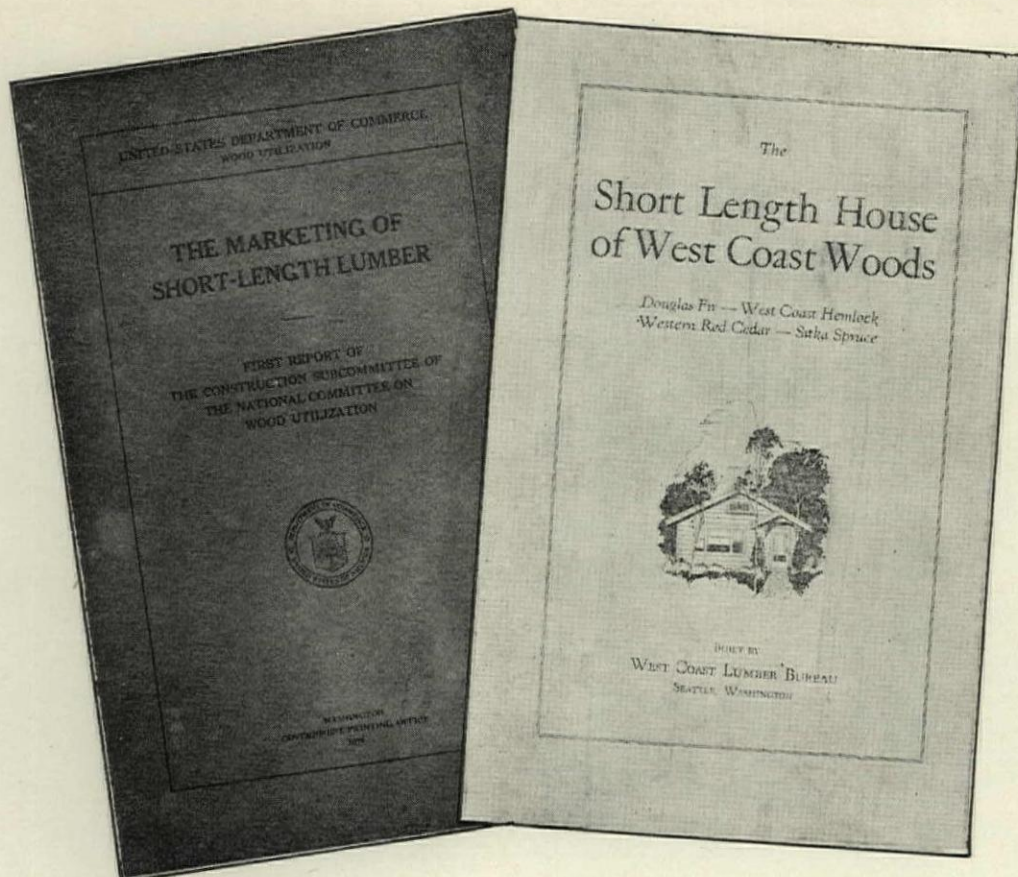 UNITED STATES DEPARTMENT OF COMMERCE
WOOD UTILIZATION
THE MARKETING OF
SHORT-LENGTH LUMBER
FIRST REPORT OF
THE CONSTRUCTION SUBCOMMITTEE OF
THE NATIONAL COMMITTEE ON
WOOD UTILIZATION
WASHINGTON
GOVERNMENT PRINTING OFFICE
The
Short Length House
of West Coast Woods
Douglas Fir — West Coast Hemlock
Western Red Cedar — Sitka Spruce
BUILT BY
WEST COAST LUMBER BUREAU
SEATTLE, WASHINGTON